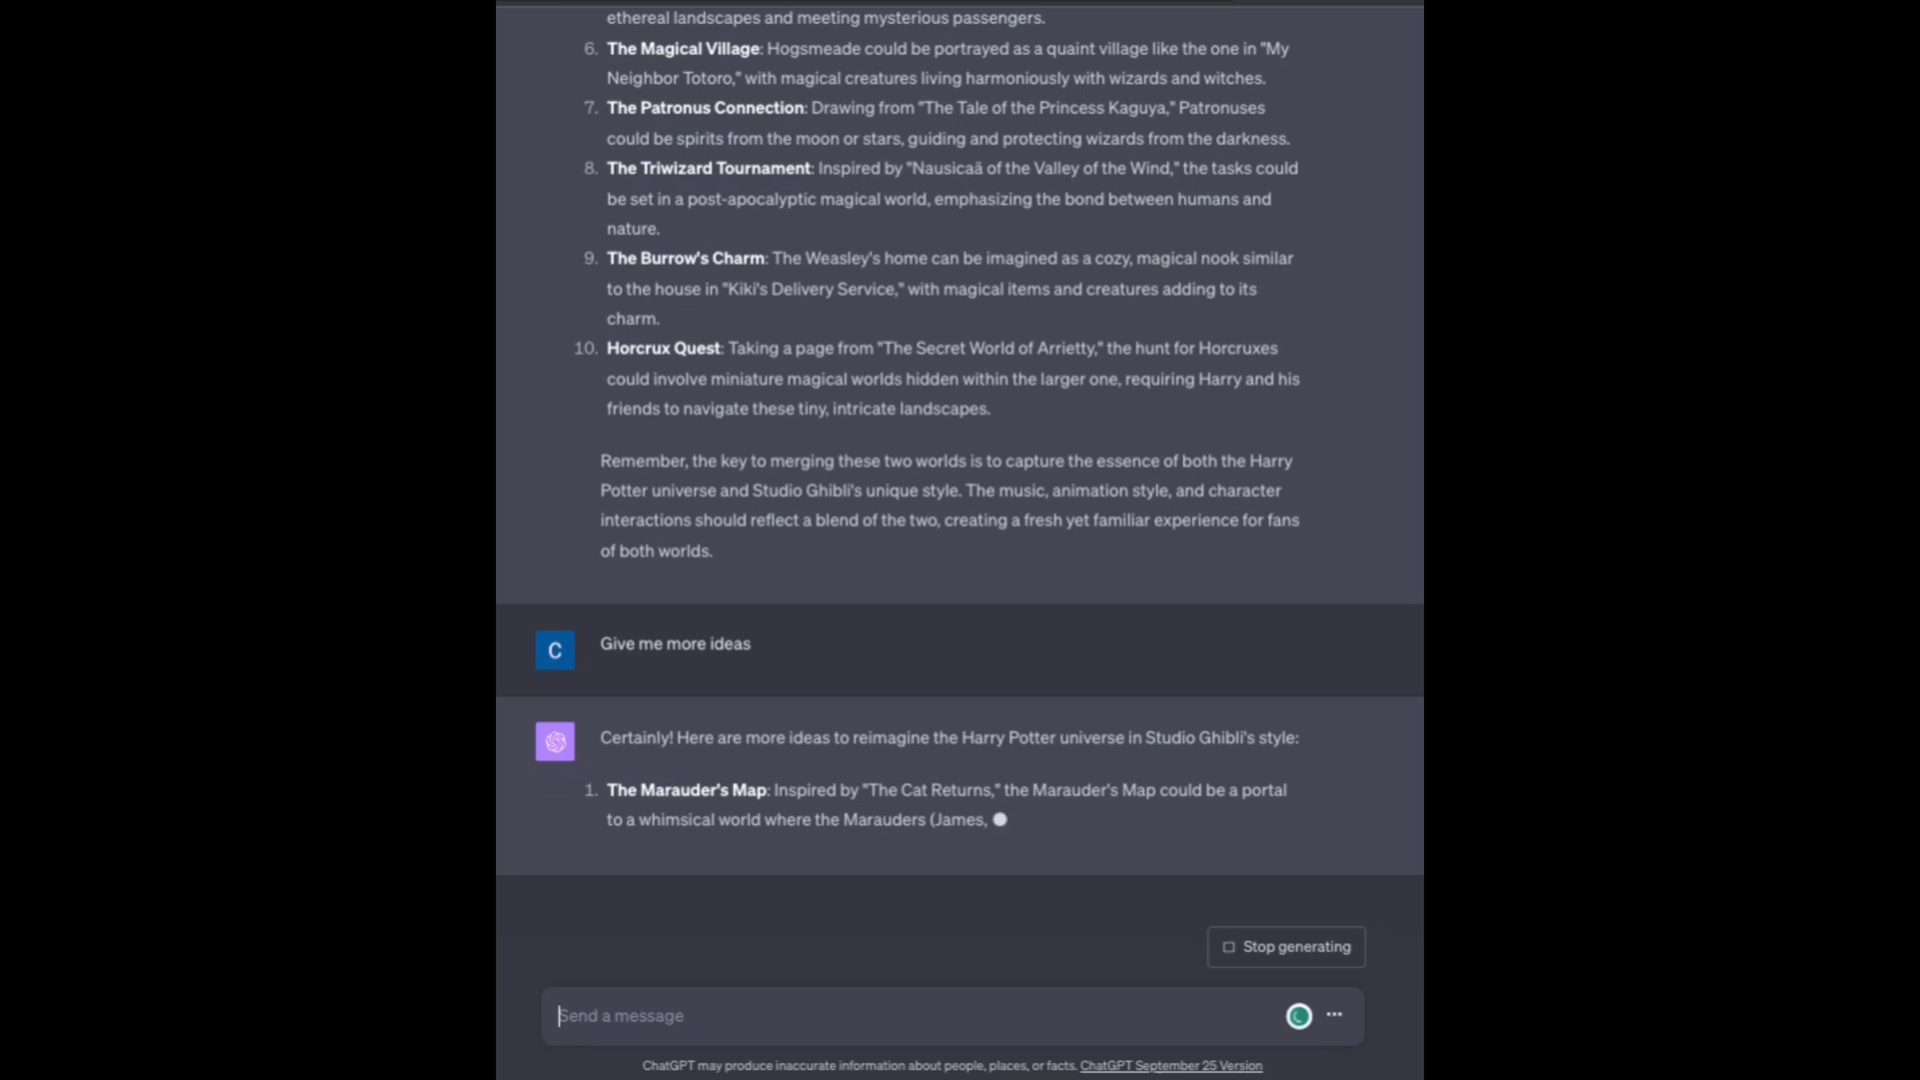 ethereal landscapes and meeting mysterious passengers.
6. The Magical Village: Hogsmeade could be portrayed as a quaint village like the one in "My
Neighbor Totoro," with magical creatures living harmoniously with wizards and witches.
7. The Patronus Connection: Drawing from "The Tale of the Princess Kaguya," Patronuses
could be spirits from the moon or stars, guiding and protecting wizards from the darkness.
8. The Triwizard Tournament: Inspired by "Nausicaä of the Valley of the Wind," the tasks could
be set in a post-apocalyptic magical world, emphasizing the bond between humans and
nature.
9. The Burrow's Charm: The Weasley's home can be imagined as a cozy, magical nook similar
to the house in "Kiki's Delivery Service," with magical items and creatures adding to its
charm.
10. Horcrux Quest: Taking a page from "The Secret World of Arrietty," the hunt for Horcruxes
could involve miniature magical worlds hidden within the larger one, requiring Harry and his
friends to navigate these tiny, intricate landscapes.
Remember, the key to merging these two worlds is to capture the essence of both the Harry
Potter universe and Studio Ghibli's unique style. The music, animation style, and character
interactions should reflect a blend of the two, creating a fresh yet familiar experience for fans
of both worlds.
C
Give me more ideas
Certainly! Here are more ideas to reimagine the Harry Potter universe in Studio Ghibli's style:
1. The Marauder's Map: Inspired by "The Cat Returns," the Marauder's Map could be a portal
to a whimsical world where the Marauders (James,
Stop generating
Send a message
ChatGPT may produce inaccurate information about people, places, or facts. ChatGPT September 25 Version